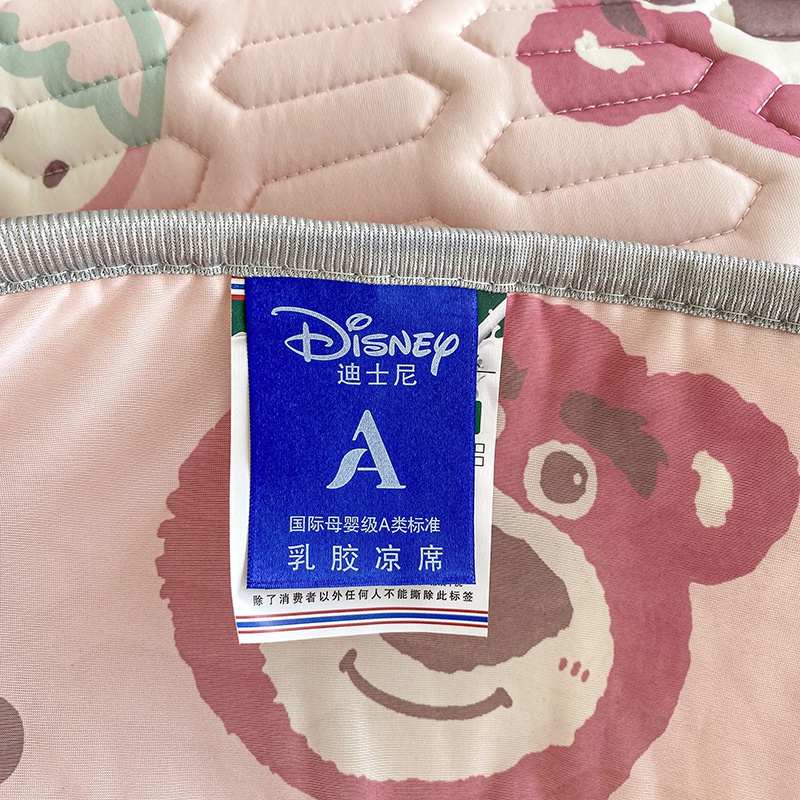 Disney
迪士尼
A
国际母婴级A类标准
乳胶凉席
除了消费者以外任何人不能撕除此标签